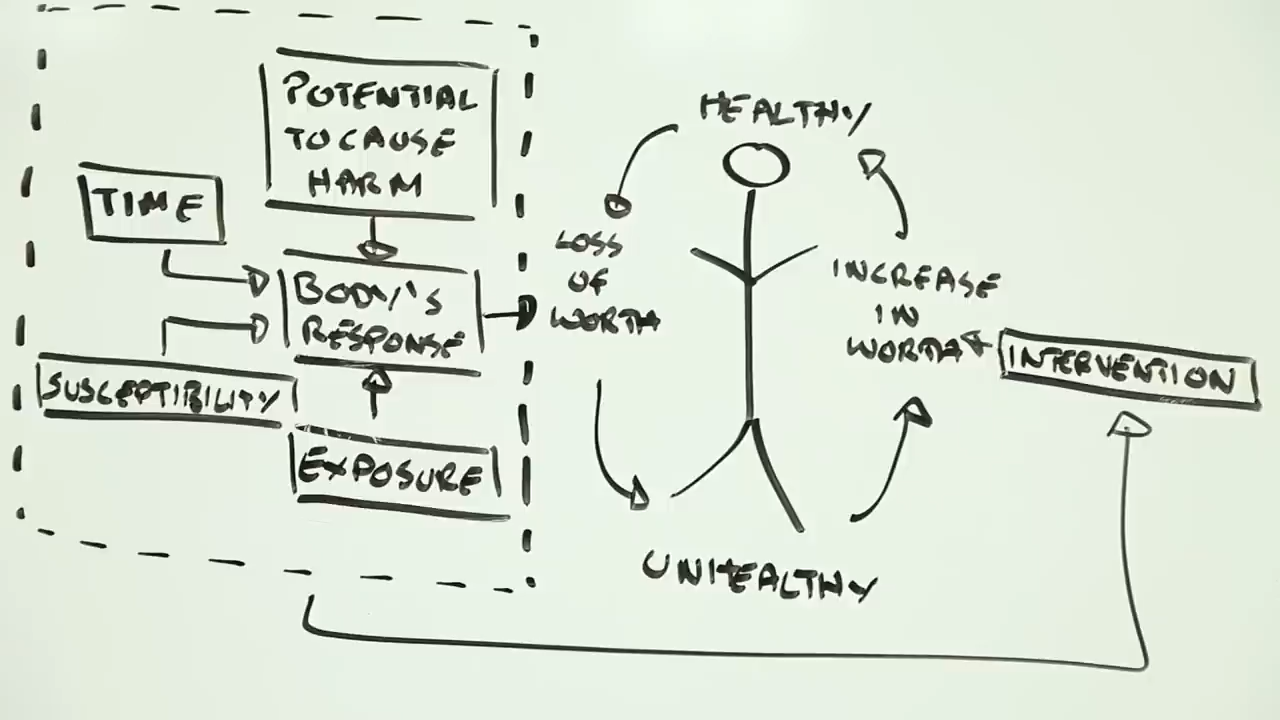 POTENTIAL
TO CAUSE
HARM
TIME
BODY'S
RESPONSE
SUSCEPTIBILITY
EXPOSURE
HEALTHY
LOSS
OF
WORTH
INCREASE
IN
WORTH
INTERVENTION
UNHEALTHY